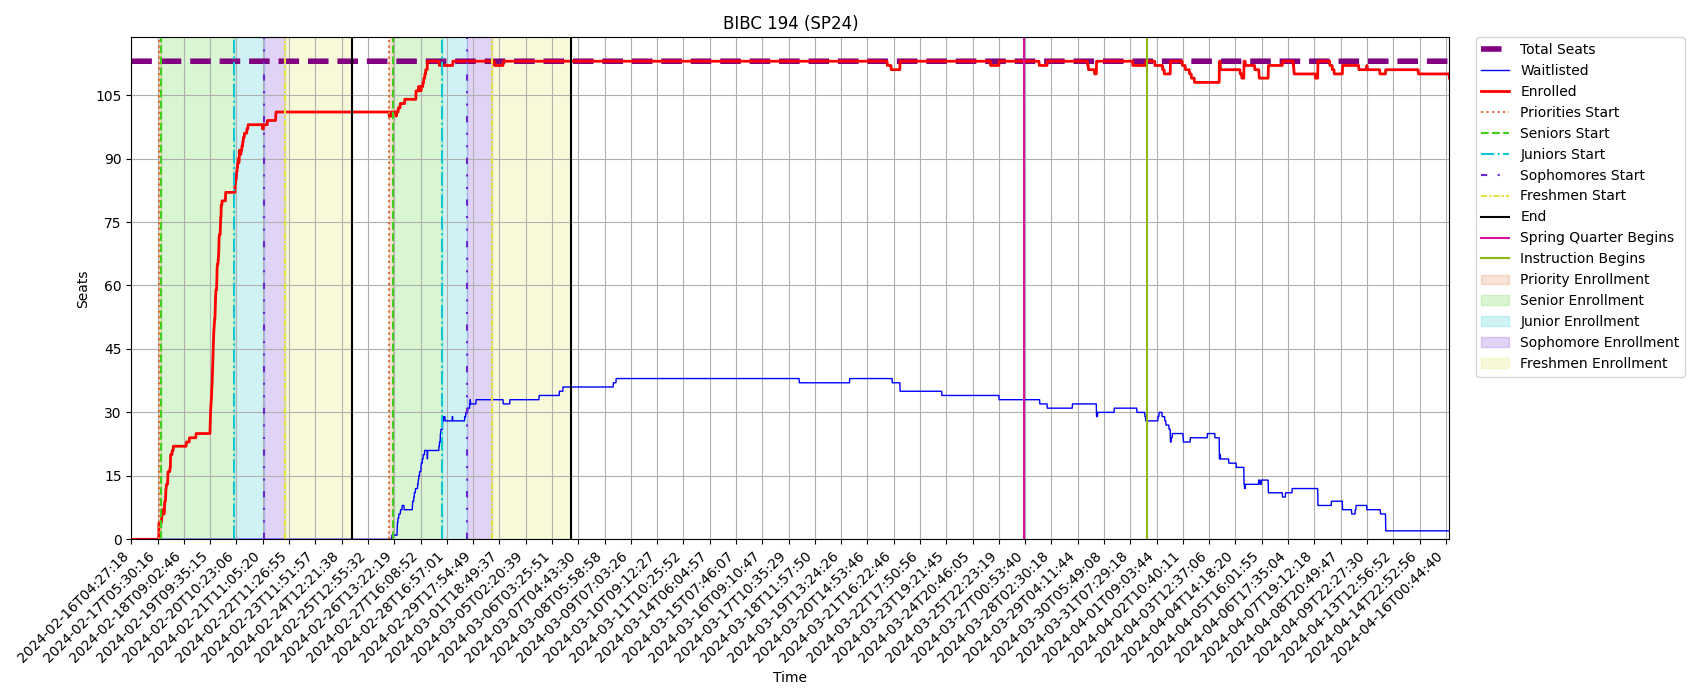 BIBC 194 (SP24)
Seats
105
90
75
60
45
30
15
0
2024-02-16T04:27:18
2024-02-17T05:30:16
2024-02-18T09:02:46
2024-02-19T09:35:15
2024-02-20T10:23:06
2024-02-21T11:05:20
2024-02-22T11:26:55
2024-02-23T11:51:57
2024-02-24T12:21:38
2024-02-25T12:55:32
2024-02-26T13:22:19
2024-02-27T16:08:52
2024-02-28T16:57:01
2024-02-29T17:54:49
2024-03-01T18:49:37
2024-03-05T02:20:39
2024-03-06T03:25:51
2024-03-07T04:43:30
2024-03-08T05:58:58
2024-03-09T07:03:26
2024-03-10T09:12:27
2024-03-11T10:25:52
2024-03-14T06:04:57
2024-03-15T07:46:07
2024-03-16T09:10:47
2024-03-17T10:35:29
2024-03-18T11:57:50
2024-03-19T13:24:26
2024-03-20T14:53:46
2024-03-21T16:22:46
2024-03-22T17:50:56
2024-03-23T19:21:45
2024-03-24T20:46:05
2024-03-25T22:23:19
2024-03-27T00:53:40
2024-03-28T02:30:18
2024-03-29T04:11:44
2024-03-30T05:49:08
2024-03-31T07:29:18
2024-04-01T09:03:44
2024-04-02T10:40:11
2024-04-03T12:37:06
2024-04-04T14:18:20
2024-04-05T16:01:55
2024-04-06T17:35:04
2024-04-07T19:12:18
2024-04-08T20:49:47
2024-04-09T22:27:30
2024-04-13T12:56:52
2024-04-14T22:52:56
2024-04-16T00:44:40
Time
Total Seats
Waitlisted
Enrolled
Priorities Start
Seniors Start
Juniors Start
Sophomores Start
Freshmen Start
End
Spring Quarter Begins
Instruction Begins
Priority Enrollment
Senior Enrollment
Junior Enrollment
Sophomore Enrollment
Freshmen Enrollment